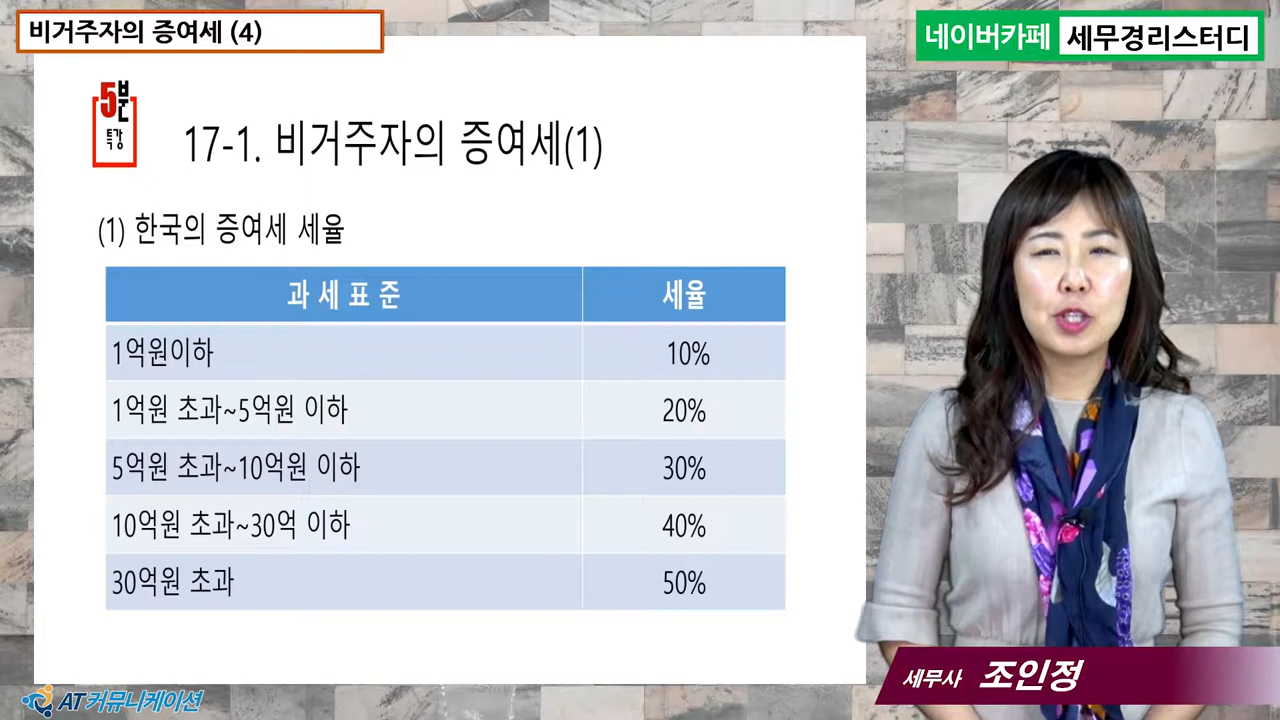 비거주자의 증여세 (4)
네이버카페 세무경리스터디
5분
특강
17-1. 비거주자의 증여세(1)
(1) 한국의 증여세 세율
과 세 표 준 세율
1억원이하 10%
1억원 초과~5억원 이하 20%
5억원 초과~10억원 이하 30%
10억원 초과~30억 이하 40%
30억원 초과 50%
세무사 조인정
AT커뮤니케이션